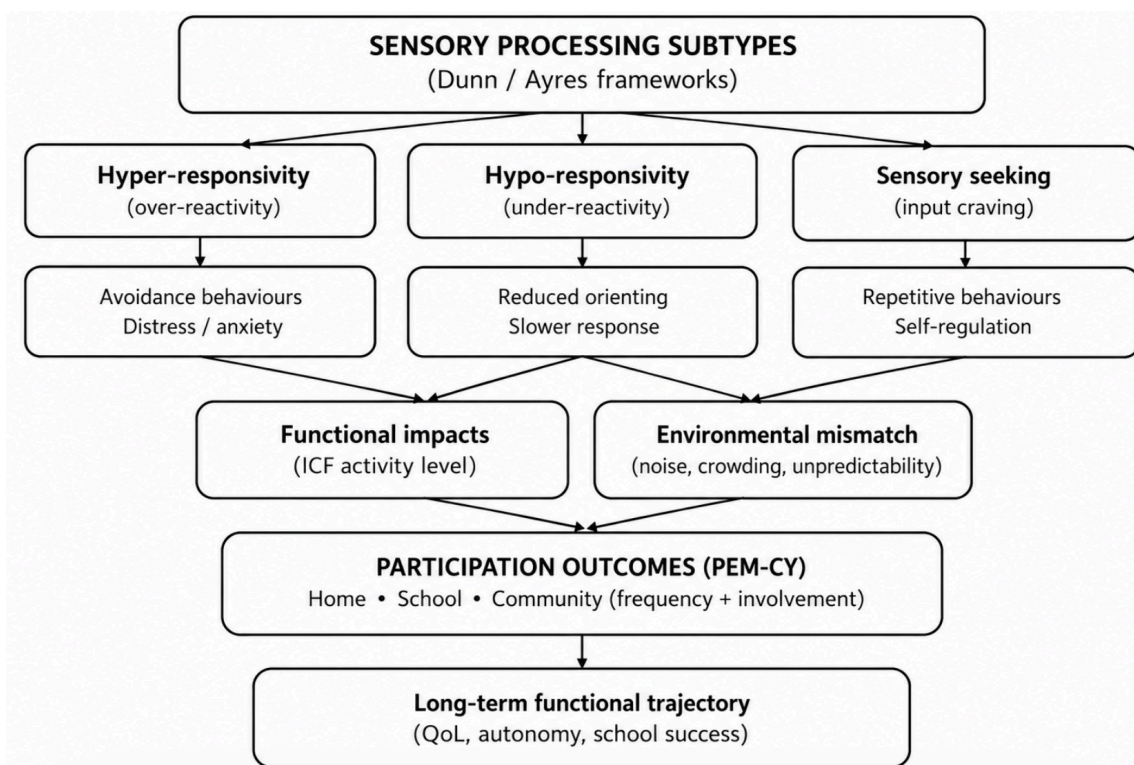 SENSORY PROCESSING SUBTYPES
(Dunn / Ayres frameworks)
Hyper-responsivity
(over-reactivity)
Hypo-responsivity
(under-reactivity)
Sensory seeking
(input craving)
Avoidance behaviours
Distress / anxiety
Reduced orienting
Slower response
Repetitive behaviours
Self-regulation
Functional impacts
(ICF activity level)
Environmental mismatch
(noise, crowding, unpredictability)
PARTICIPATION OUTCOMES (PEM-CY)
Home • School • Community (frequency + involvement)
Long-term functional trajectory
(QoL, autonomy, school success)